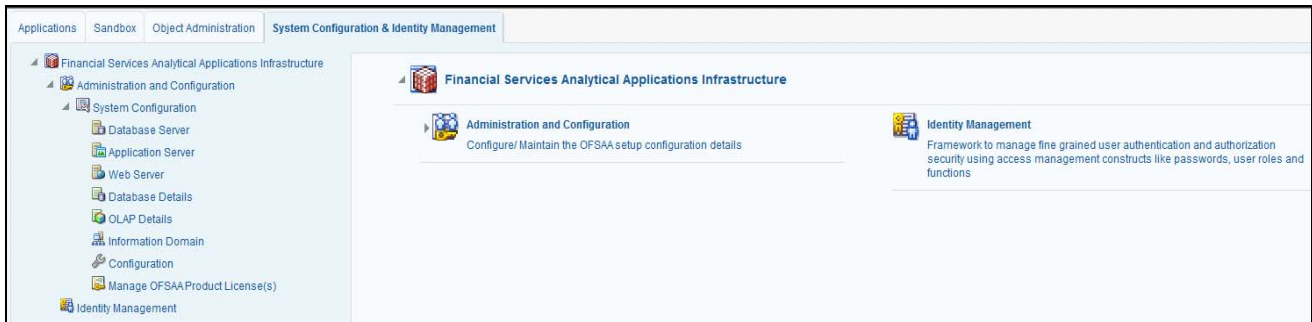 Applications
Sandbox
Object Administration
System Configuration & Identity Management
Financial Services Analytical Applications Infrastructure
Administration and Configuration
System Configuration
Database Server
Application Server
Web Server
Database Details
OLAP Details
Information Domain
Configuration
Manage OFSAA Product License(s)
Identity Management
Financial Services Analytical Applications Infrastructure
Administration and Configuration
Configure/ Maintain the OFSAA setup configuration details
Identity Management
Framework to manage fine grained user authentication and authorization
security using access management constructs like passwords, user roles and
functions